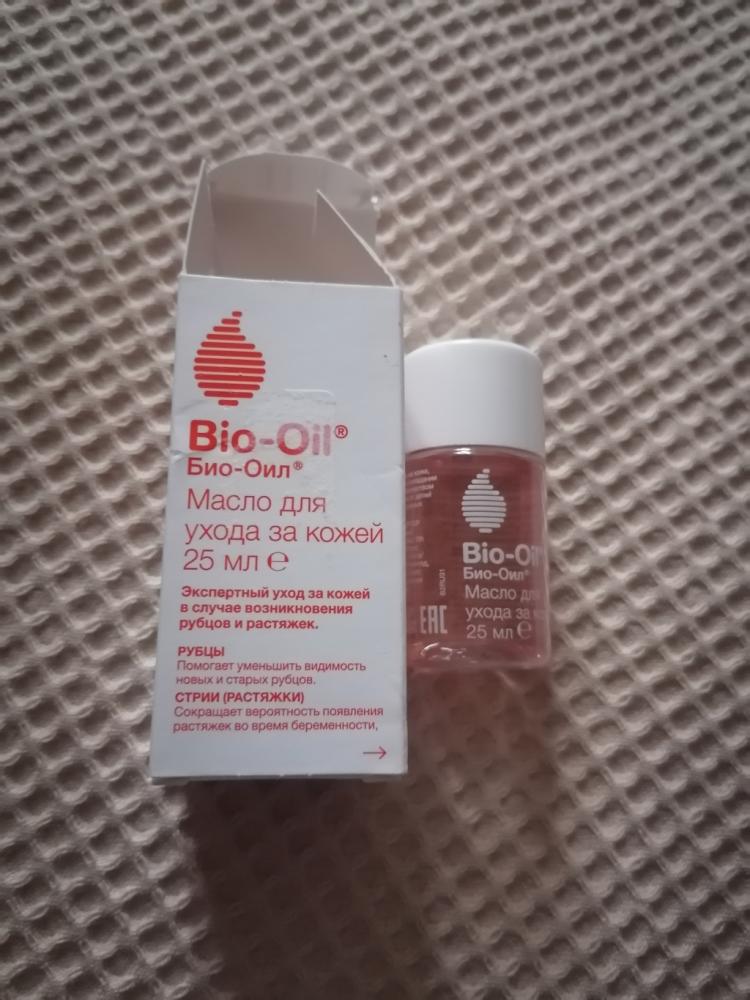 Bio-Oil®
Био-Оил®
Масло для
ухода за кожей
25 мл ℮
Экспертный уход за кожей
в случае возникновения
рубцов и растяжек.
РУБЦЫ
Помогает уменьшить видимость
новых и старых рубцов.
СТРИИ (РАСТЯЖКИ)
Сокращает вероятность появления
растяжек во время беременности,
→
Bio-Oil
Био-Оил®
Масло для
ухода за
25 мл ℮
EAC